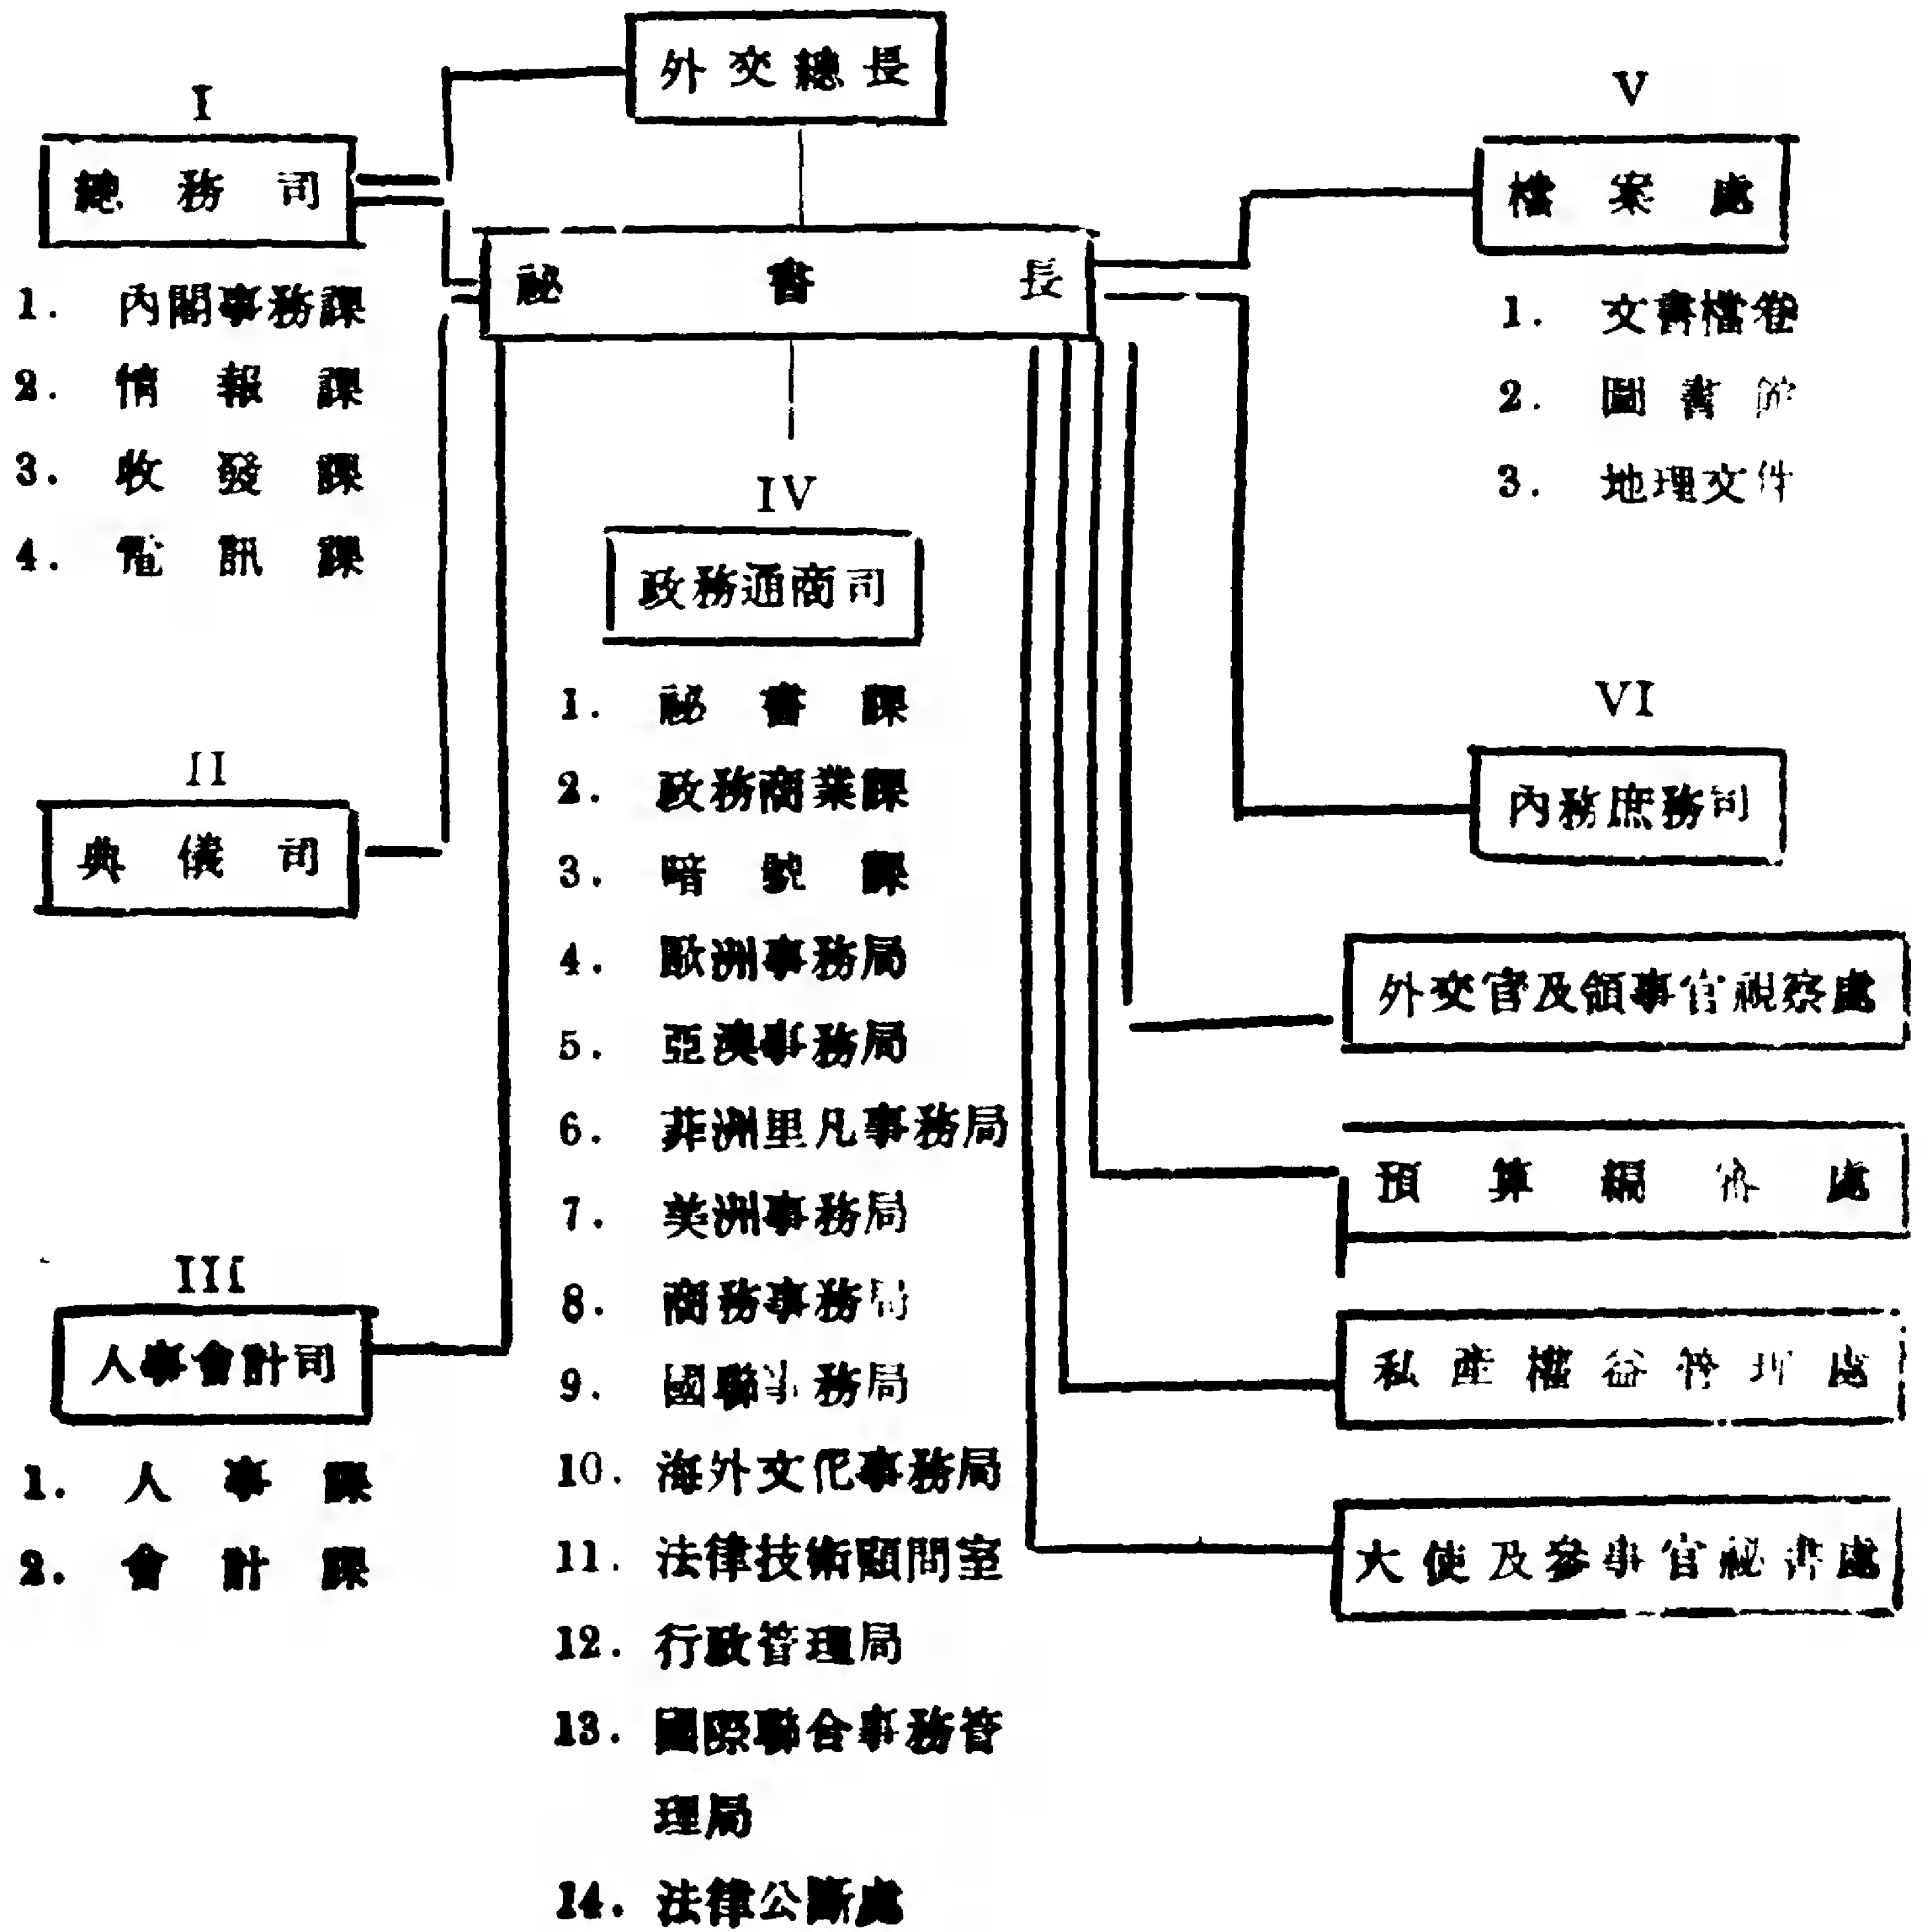 外交總長
I
總務司
1. 內閣事務課
2. 情報課
3. 收發課
4. 電訊課
祕書長
V
檔案處
1. 文書檔卷
2. 圖書館
3. 地理文件
II
典儀司
III
人事會計司
1. 人事課
2. 會計課
IV
政務通商司
1. 祕書課
2. 政務商業課
3. 暗號課
4. 歐洲事務局
5. 亞澳事務局
6. 菲洲里凡事務局
7. 美洲事務局
8. 商務事務局
9. 國聯事務局
10. 海外文化事務局
11. 法律技術顧問室
12. 行政管理局
13. 國際聯合事務管
理局
14. 法律公斷處
VI
內務庶務司
外交官及領事官視察處
預算編審處
私產權益管理處
大使及參事官祕書處